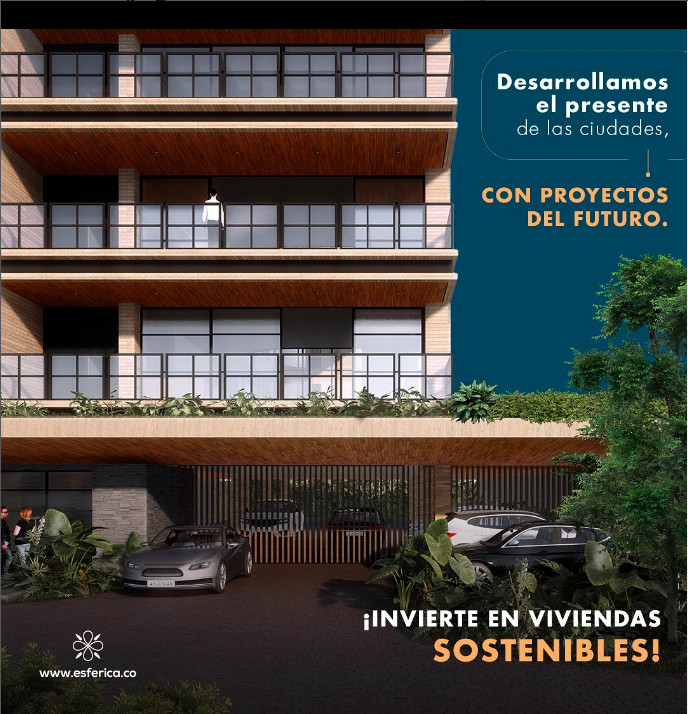 Desarrollamos
el presente
de las ciudades,
CON PROYECTOS
DEL FUTURO.
¡INVIERTE EN VIVIENDAS
SOSTENIBLES!
www.esferica.co